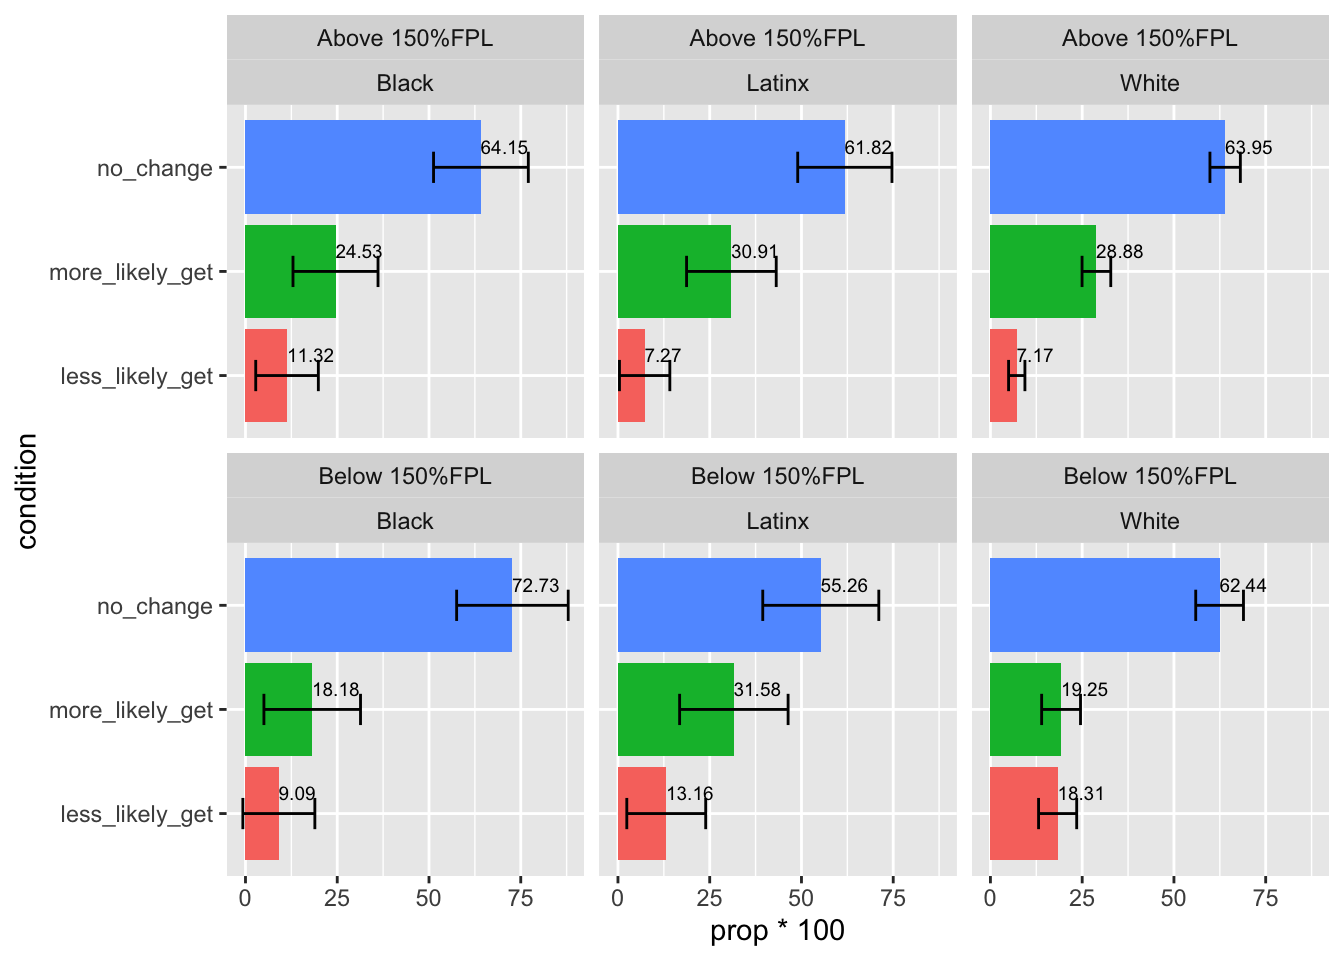 Above 150%FPL Above 150%FPL Above 150%FPL
Black Latinx White
no_change 64.15 61.82 63.95
more_likely_get 24.53 30.91 28.88
less_likely_get 11.32 7.27 7.17
condition
Below 150%FPL Below 150%FPL Below 150%FPL
Black Latinx White
no_change 72.73 55.26 62.44
more_likely_get 18.18 31.58 19.25
less_likely_get 9.09 13.16 18.31
0 25 50 75 0 25 50 75 0 25 50 75
prop * 100